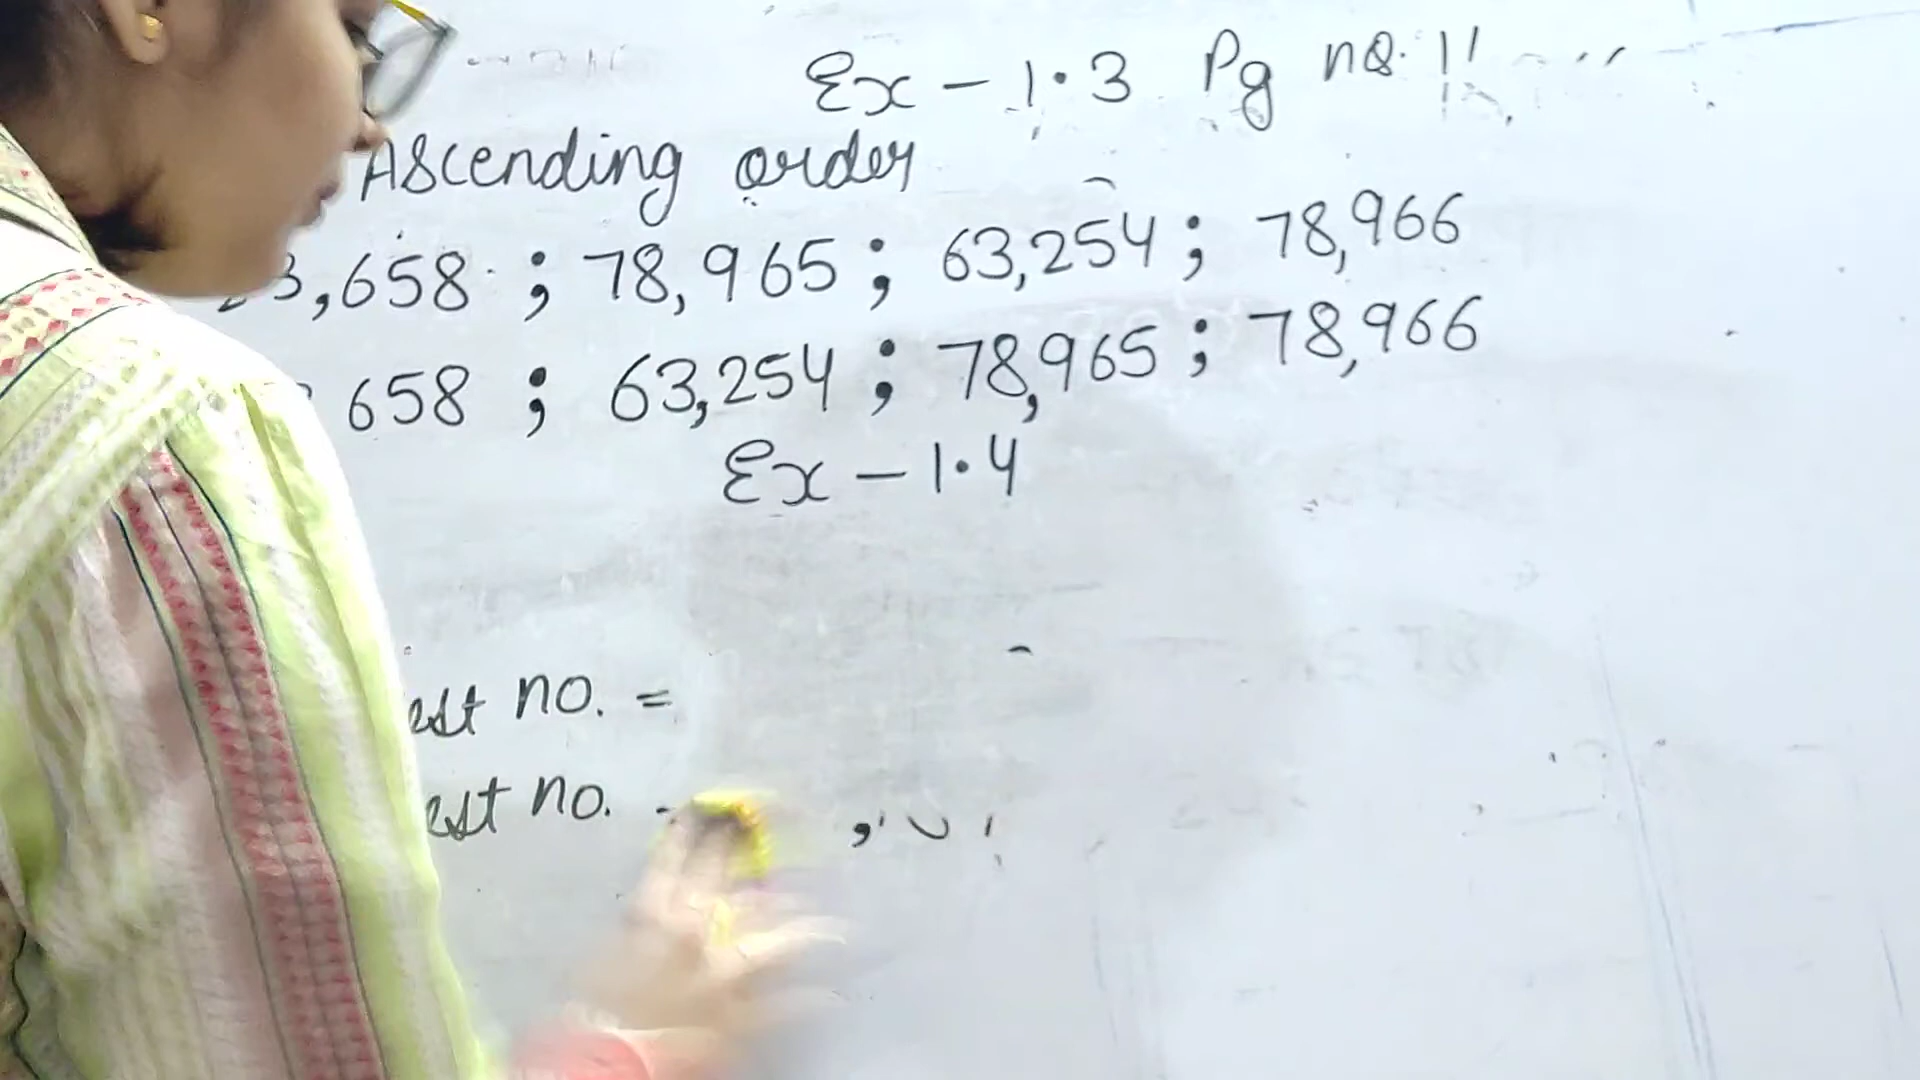 Ex - 1.3 Pg no. 11
Ascending order
3,658 ; 78,965 ; 63,254 ; 78,966
658 ; 63,254 ; 78,965 ; 78,966
Ex - 1.4
est no. =
est no.